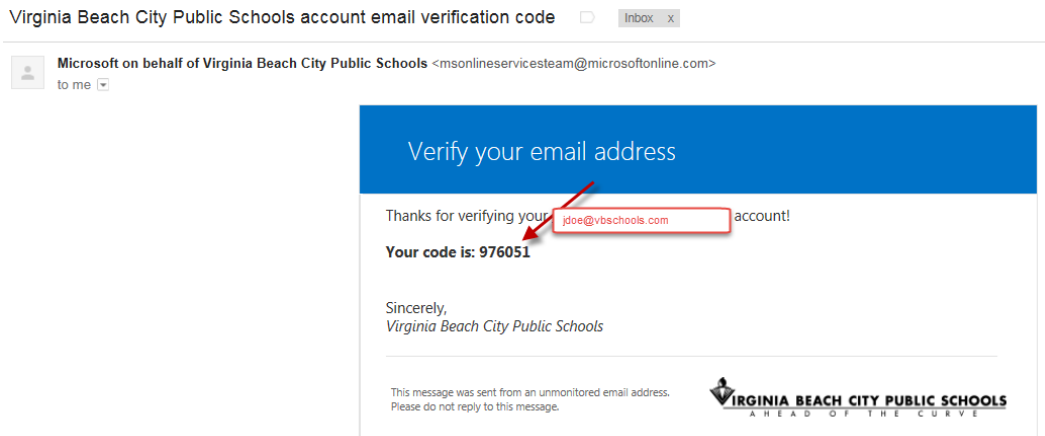 Virginia Beach City Public Schools account email verification code Inbox x
Microsoft on behalf of Virginia Beach City Public Schools <msonlineservicesteam@microsoftonline.com>
to me
Verify your email address
Thanks for verifying your jdoe@vbschools.com account!
Your code is: 976051
Sincerely,
Virginia Beach City Public Schools
This message was sent from an unmonitored email address.
Please do not reply to this message.
VIRGINIA BEACH CITY PUBLIC SCHOOLS
AHEAD OF THE CURVE